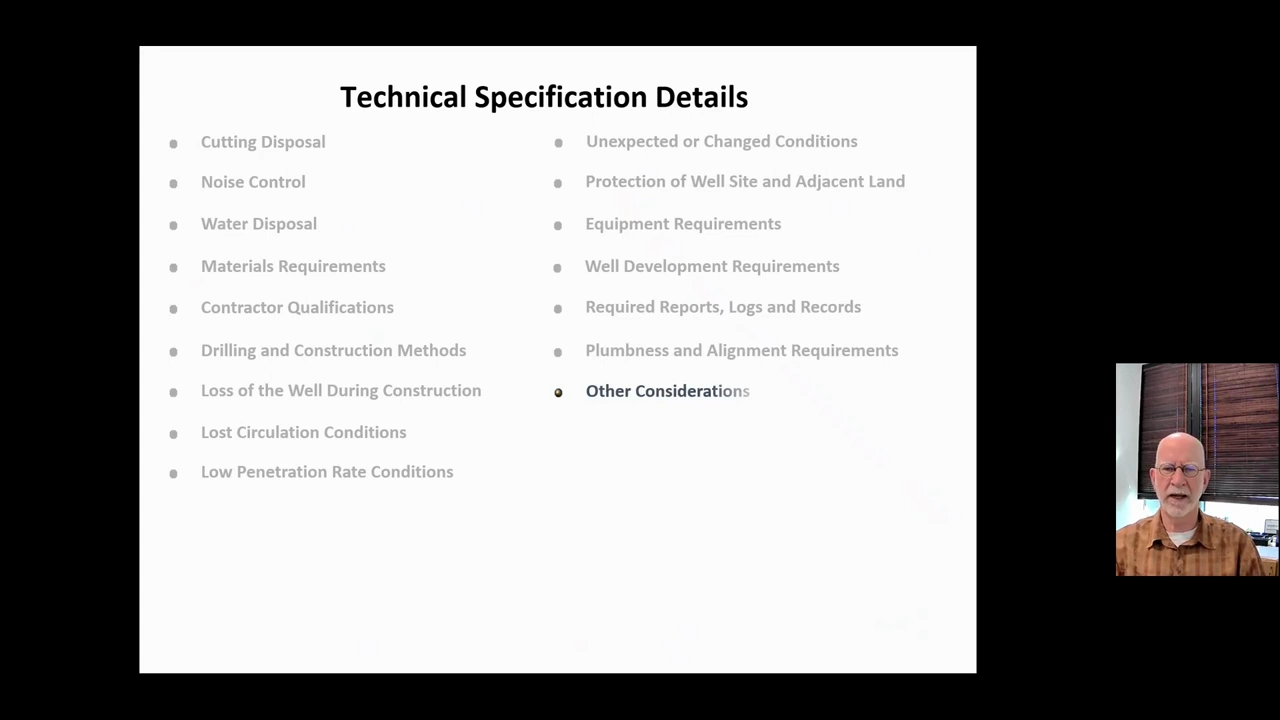 Technical Specification Details
Cutting Disposal
Noise Control
Water Disposal
Materials Requirements
Contractor Qualifications
Drilling and Construction Methods
Loss of the Well During Construction
Lost Circulation Conditions
Low Penetration Rate Conditions
Unexpected or Changed Conditions
Protection of Well Site and Adjacent Land
Equipment Requirements
Well Development Requirements
Required Reports, Logs and Records
Plumbness and Alignment Requirements
Other Considerations